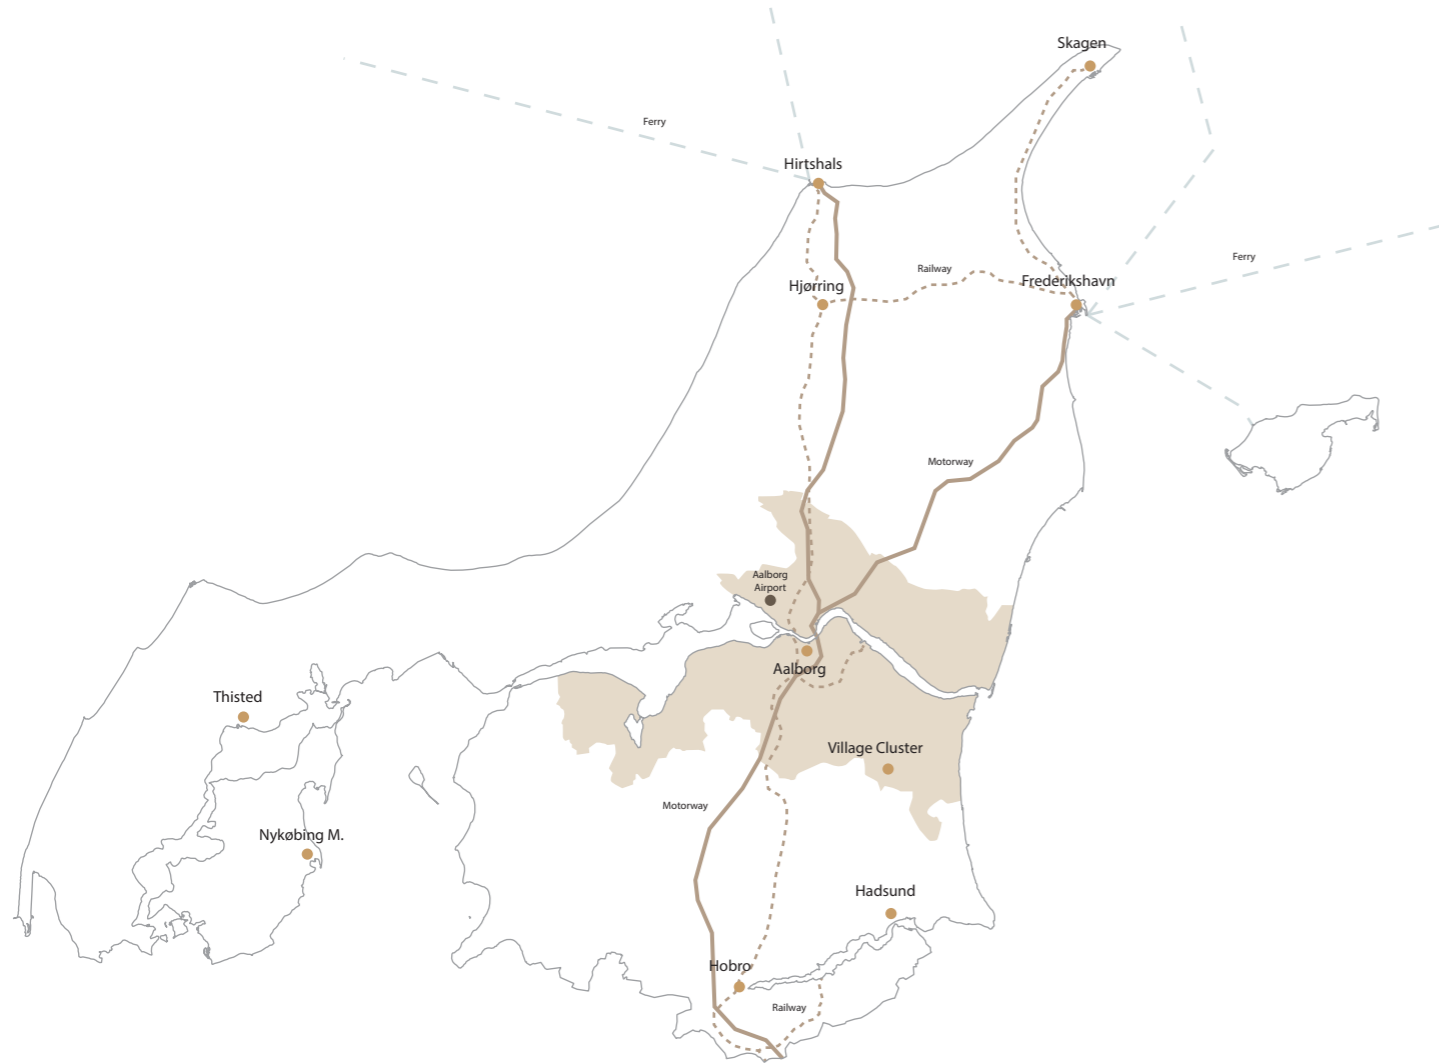 Skagen
Ferry
Hirtshals
Ferry
Railway
Frederikshavn
Hjørring
Motorway
Aalborg
Airport
Aalborg
Thisted
Village Cluster
Motorway
Nykøbing M.
Hadsund
Hobro
Railway